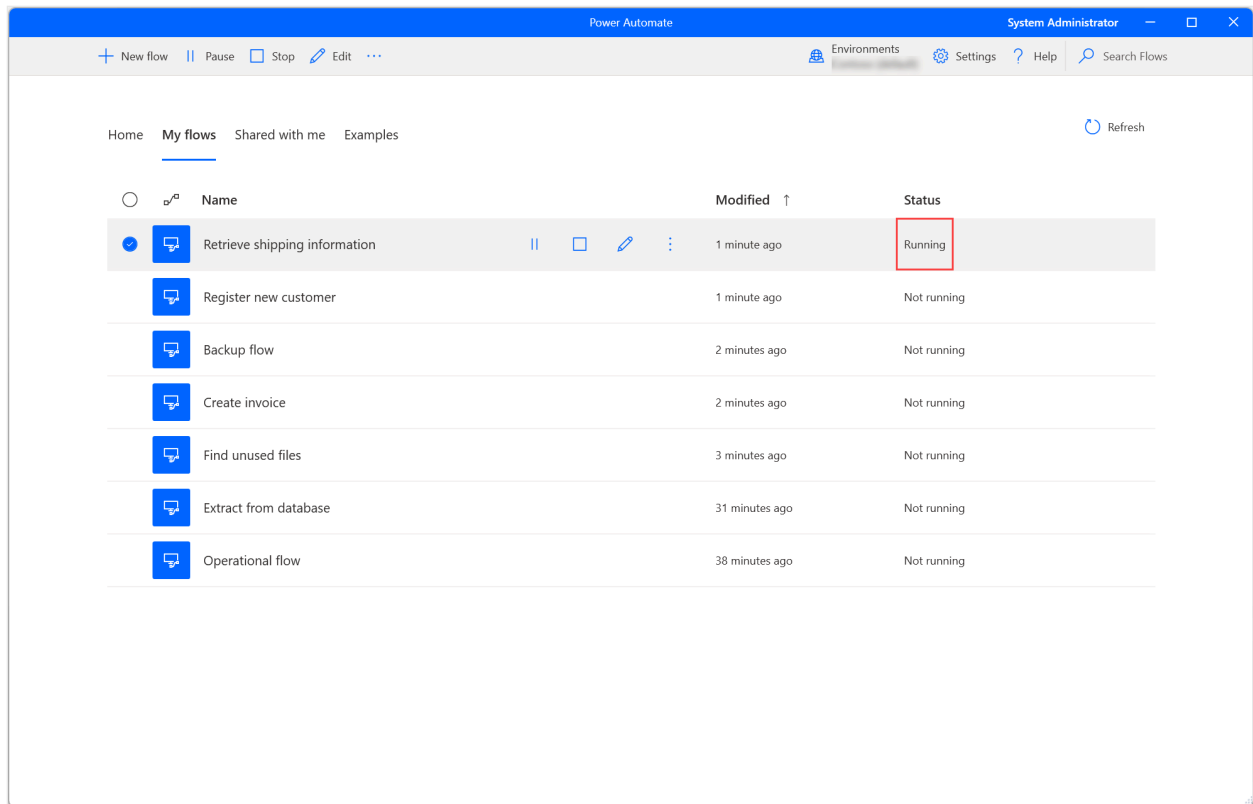 Power Automate
System Administrator
New flow Pause Stop Edit ...
Environments
Settings ? Help Search Flows
Home My flows Shared with me Examples
Refresh
Name Modified ↑ Status
Retrieve shipping information 1 minute ago Running
Register new customer 1 minute ago Not running
Backup flow 2 minutes ago Not running
Create invoice 2 minutes ago Not running
Find unused files 3 minutes ago Not running
Extract from database 31 minutes ago Not running
Operational flow 38 minutes ago Not running